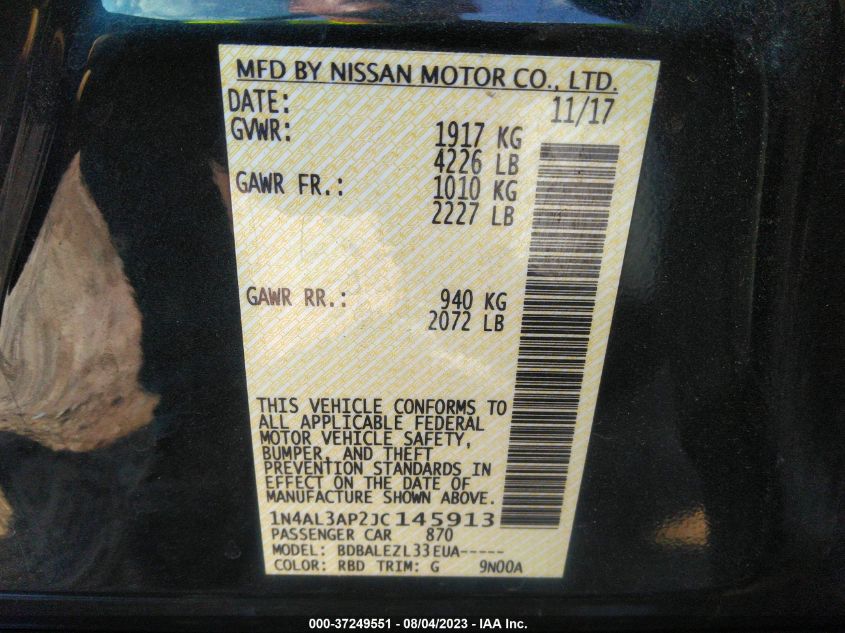 MFD BY NISSAN MOTOR CO., LTD.
DATE: 11/17
GVWR: 1917 KG
4226 LB
GAWR FR.: 1010 KG
2227 LB
GAWR RR.: 940 KG
2072 LB
THIS VEHICLE CONFORMS TO
ALL APPLICABLE FEDERAL
MOTOR VEHICLE SAFETY,
BUMPER, AND THEFT
PREVENTION STANDARDS IN
EFFECT ON THE DATE OF
MANUFACTURE SHOWN ABOVE.
1N4AL3AP2JC145913
PASSENGER CAR 870
MODEL: BDBALEZL33EUA-----
COLOR: RBD TRIM: G 9N00A
000-37249551 - 08/04/2023 - IAA Inc.